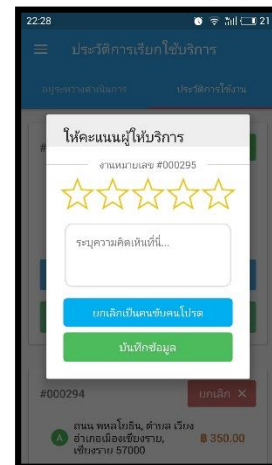 22:28
21
ประวัติการเรียกใช้บริการ
อยู่ระหว่างดำเนินการ
ประวัติการใช้งาน
ให้คะแนนผู้ให้บริการ
งานหมายเลข #000295
ระบุความคิดเห็นที่นี่...
ยกเลิกเป็นคนขับคนโปรด
บันทึกข้อมูล
#000294
ยกเลิก ×
A
ถนน พหลโยธิน, ตำบล เวียง
อำเภอเมืองเชียงราย,
เชียงราย 57000
฿ 350.00